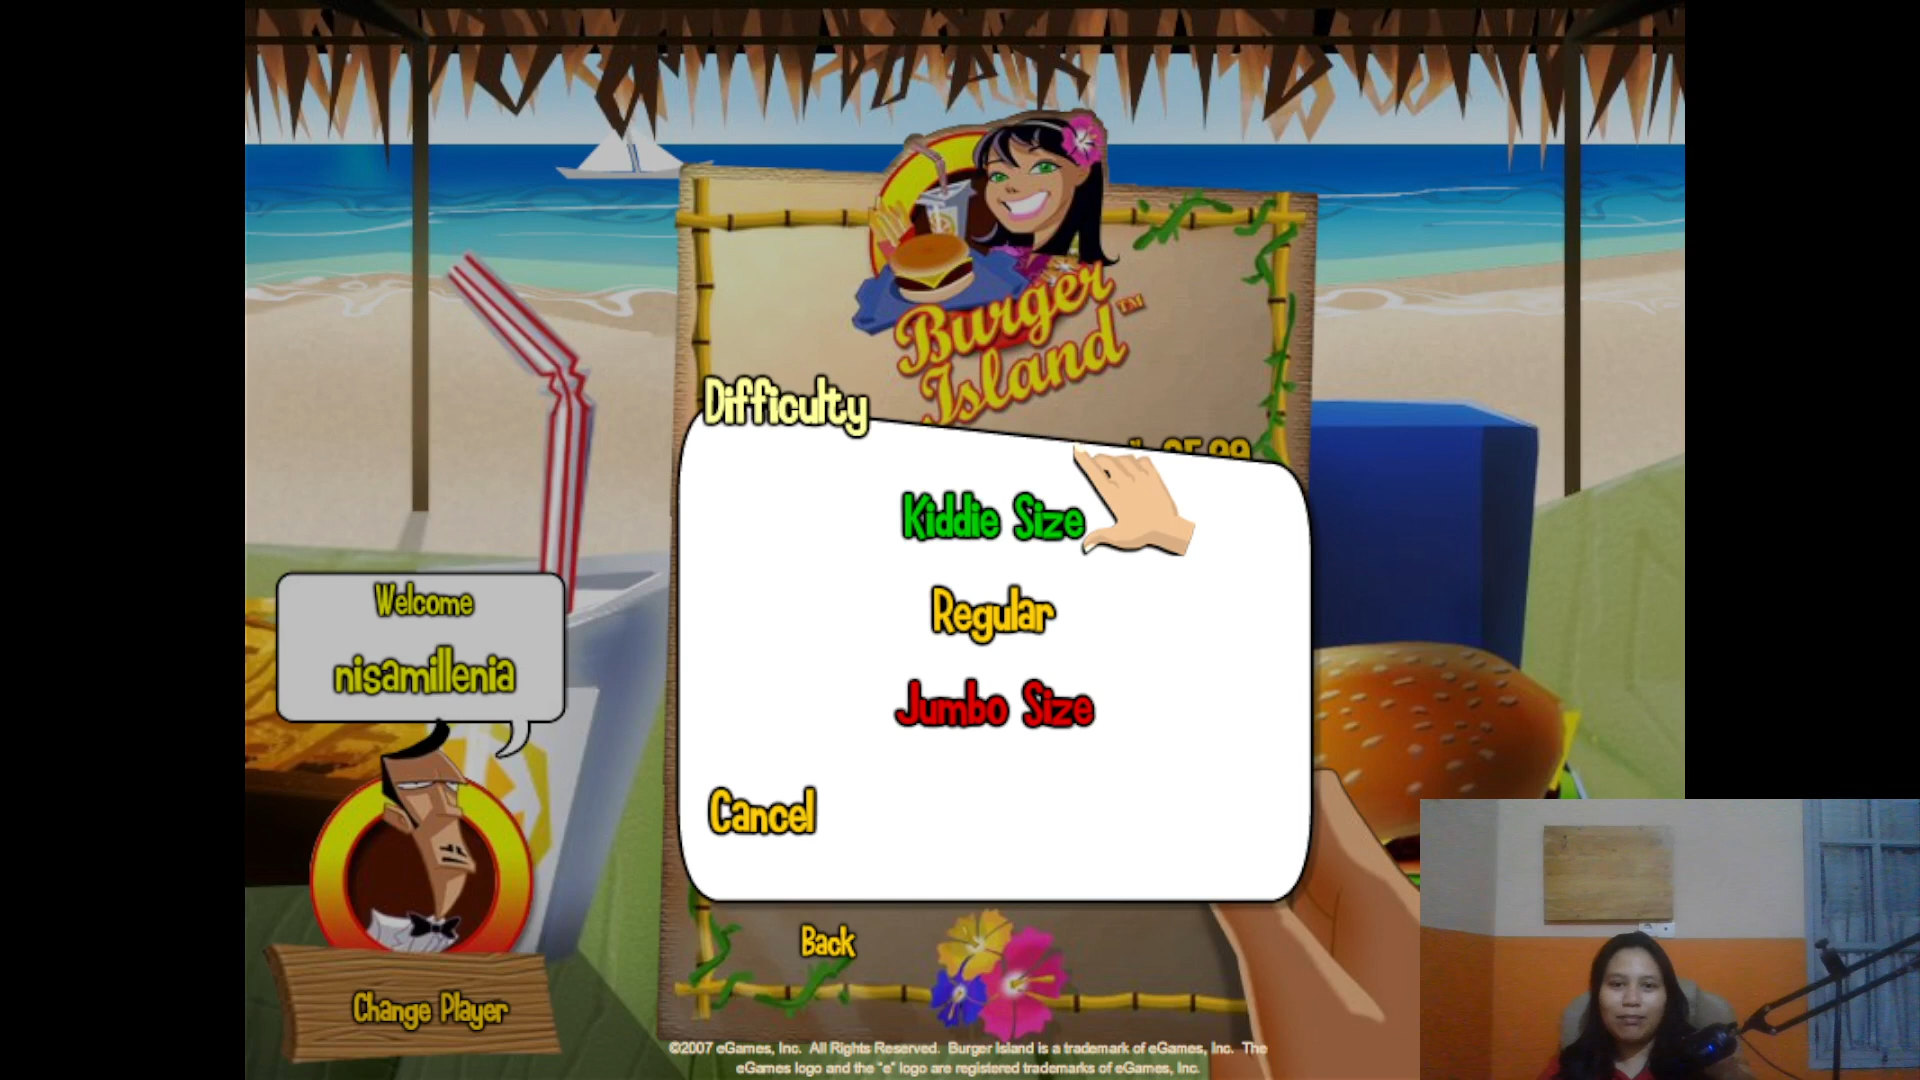 Burger
Island™
Difficulty
Kiddie Size
Regular
Jumbo Size
Cancel
Welcome
nisamillenia
Back
Change Player
©2007 eGames, Inc. All Rights Reserved. Burger Island is a trademark of eGames, Inc. The
eGames logo and the "e" logo are registered trademarks of eGames, Inc.